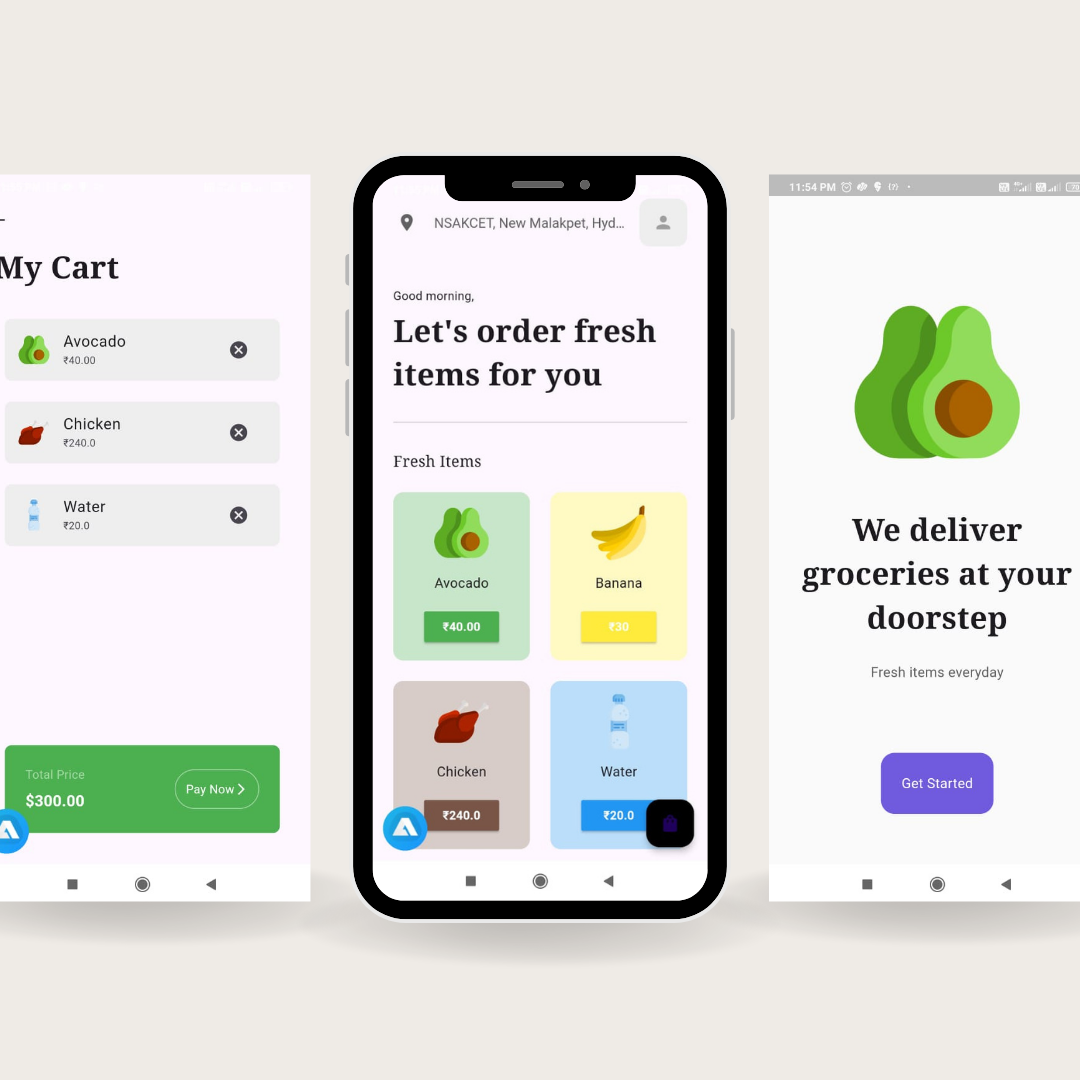 My Cart
Avocado
₹40.00
Chicken
₹240.0
Water
₹20.0
Total Price
$300.00
Pay Now
NSAKCET, New Malakpet, Hyd...
Good morning,
Let's order fresh
items for you
Fresh Items
Avocado
₹40.00
Banana
₹30
Chicken
₹240.0
Water
₹20.0
11:54 PM
We deliver
groceries at your
doorstep
Fresh items everyday
Get Started